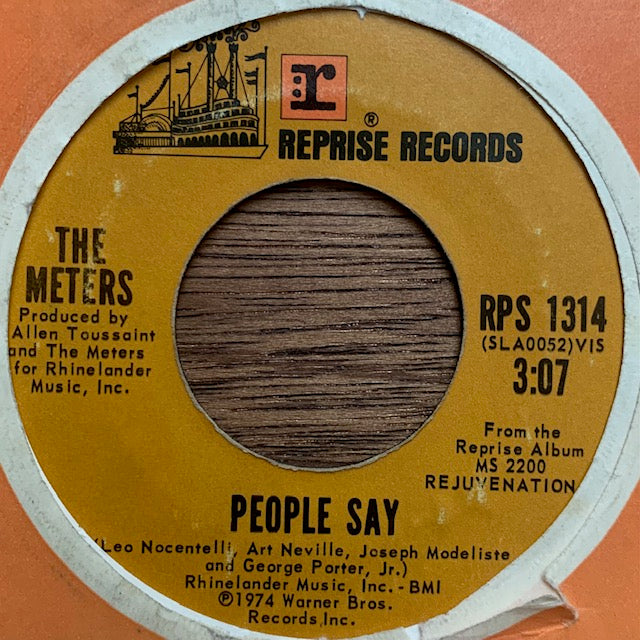 r
®
REPRISE RECORDS
THE
METERS
Produced by
Allen Toussaint
and The Meters
for Rhinelander
Music, Inc.
RPS 1314
(SLA0052)VIS
3:07
From the
Reprise Album
MS 2200
REJUVENATION
PEOPLE SAY
(Leo Nocentelli, Art Neville, Joseph Modeliste
and George Porter, Jr.)
Rhinelander Music, Inc.-BMI
℗1974 Warner Bros.
Records, Inc.